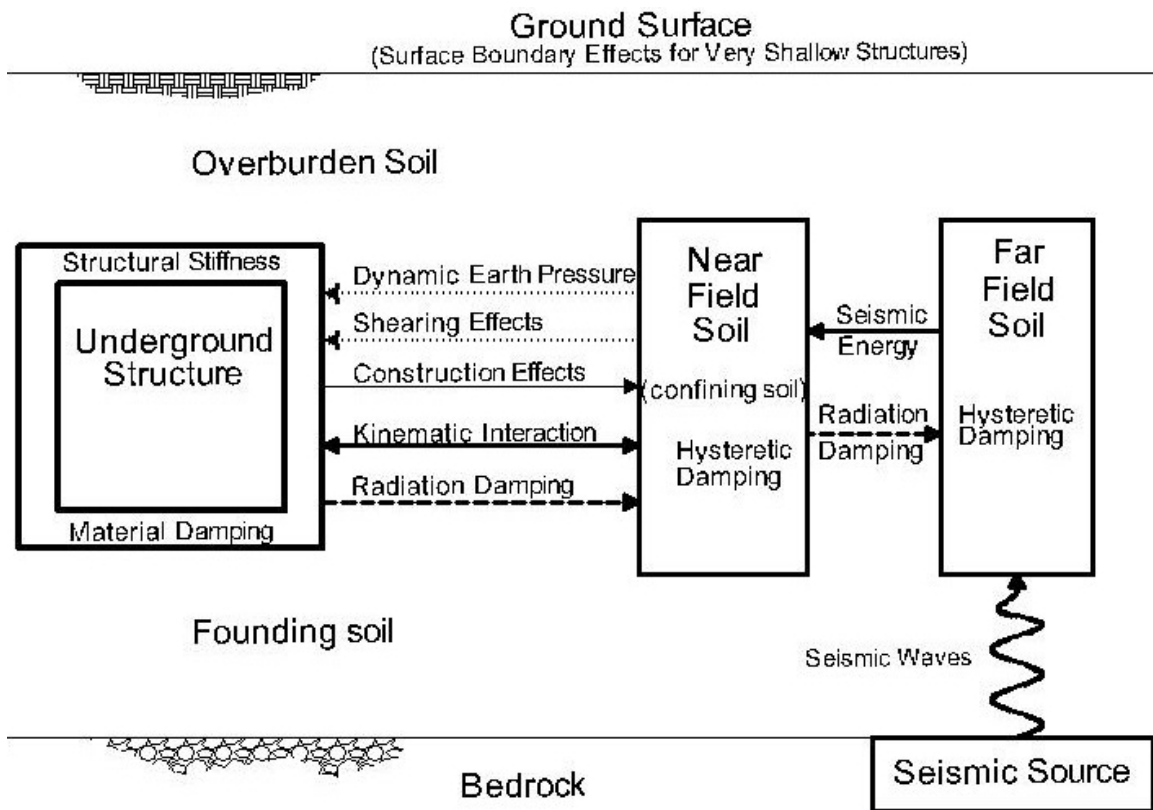 Ground Surface
(Surface Boundary Effects for Very Shallow Structures)
Overburden Soil
Structural Stiffness
Underground
Structure
Material Damping
Dynamic Earth Pressure
Shearing Effects
Construction Effects
Kinematic Interaction
Radiation Damping
Near
Field
Soil
(confining soil)
Hysteretic
Damping
Seismic
Energy
Radiation
Damping
Far
Field
Soil
Hysteretic
Damping
Founding soil
Seismic Waves
Bedrock
Seismic Source